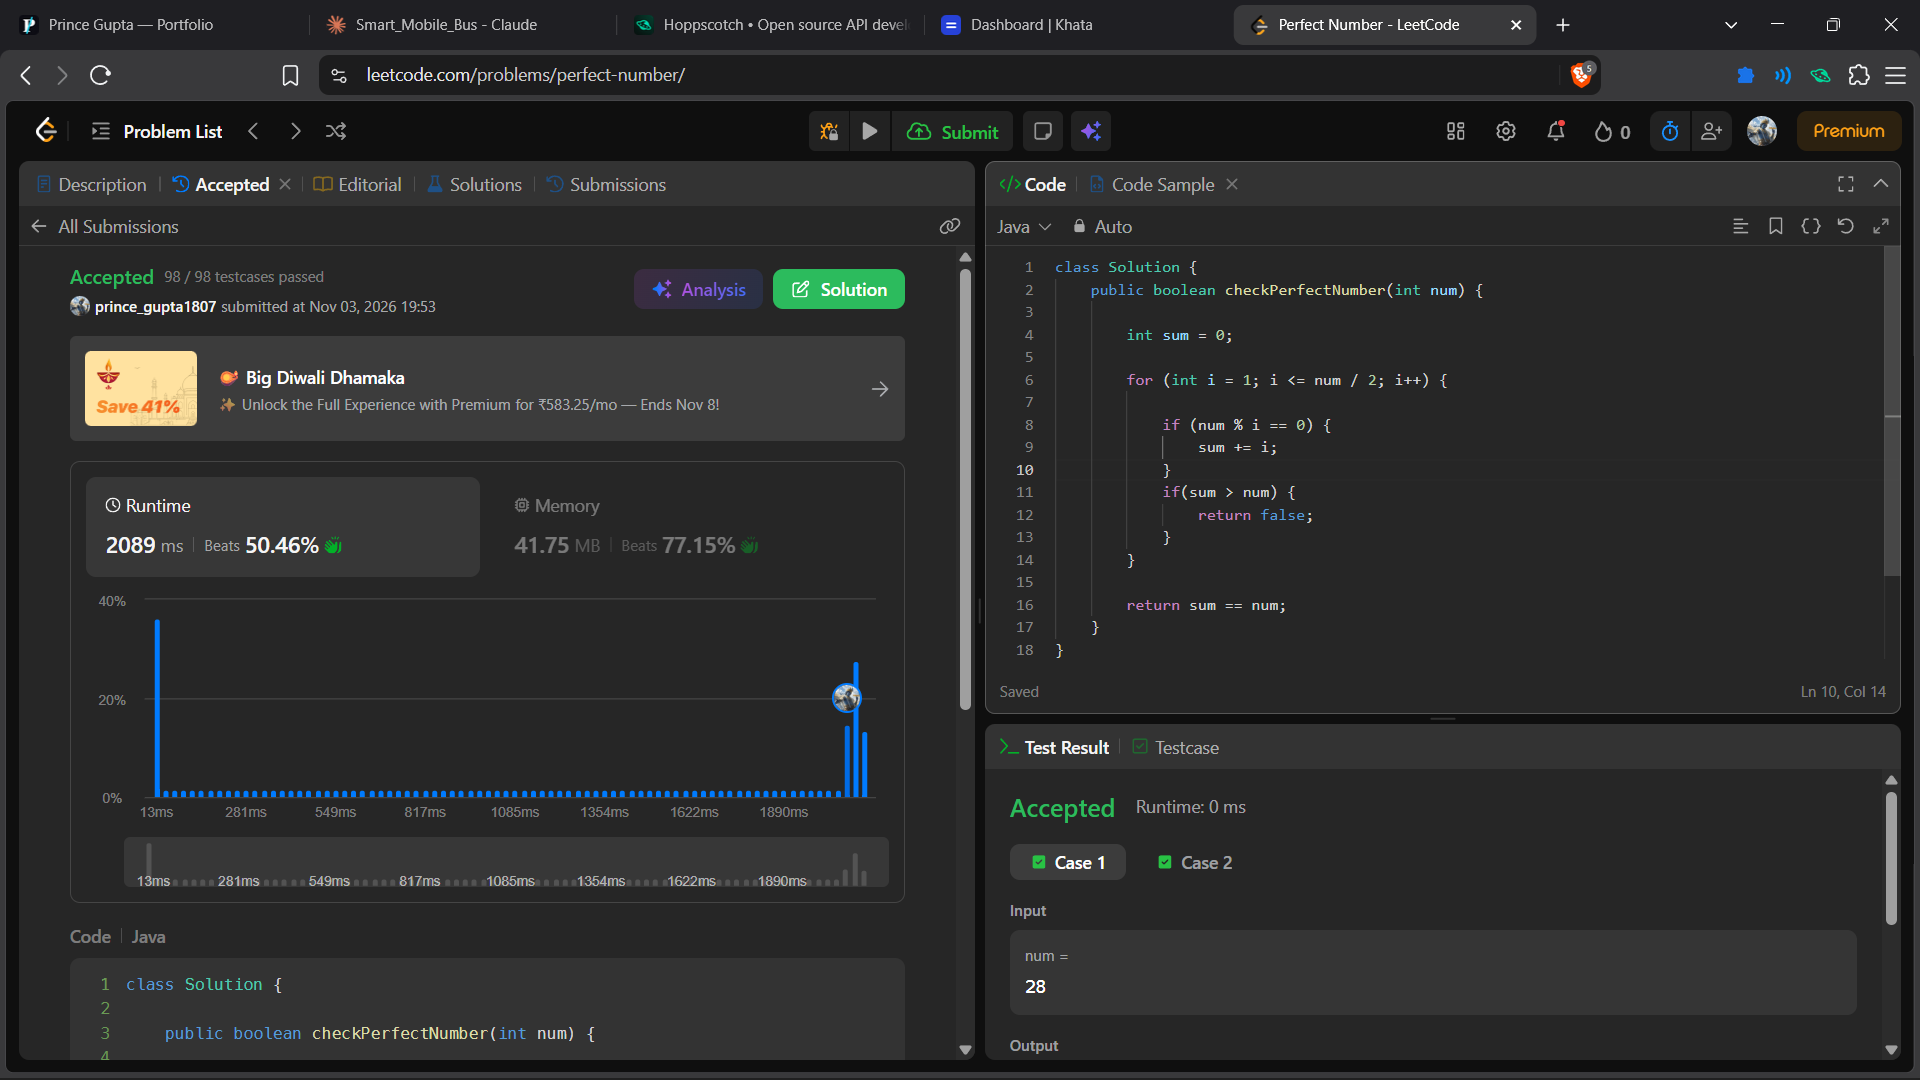 Prince Gupta — Portfolio
Smart_Mobile_Bus - Claude
Hoppscotch • Open source API devel
Dashboard | Khata
Perfect Number - LeetCode
leetcode.com/problems/perfect-number/
5
Problem List
Submit
0
Premium
Description
Accepted
Editorial
Solutions
Submissions
All Submissions
Accepted 98 / 98 testcases passed
prince_gupta1807 submitted at Nov 03, 2026 19:53
Analysis
Solution
Save 41%
Big Diwali Dhamaka
Unlock the Full Experience with Premium for ₹583.25/mo — Ends Nov 8!
Runtime
2089 ms | Beats 50.46%
Memory
41.75 MB | Beats 77.15%
40%
20%
0%
13ms 281ms 549ms 817ms 1085ms 1354ms 1622ms 1890ms
13ms 281ms 549ms 817ms 1085ms 1354ms 1622ms 1890ms
Code | Java
1 class Solution {
2
3 public boolean checkPerfectNumber(int num) {
4
</> Code
Code Sample
Java
Auto
1 class Solution {
2 public boolean checkPerfectNumber(int num) {
3
4 int sum = 0;
5
6 for (int i = 1; i <= num / 2; i++) {
7
8 if (num % i == 0) {
9 sum += i;
10 }
11 if(sum > num) {
12 return false;
13 }
14 }
15
16 return sum == num;
17 }
18 }
Saved
Ln 10, Col 14
Test Result
Testcase
Accepted Runtime: 0 ms
Case 1
Case 2
Input
num =
28
Output